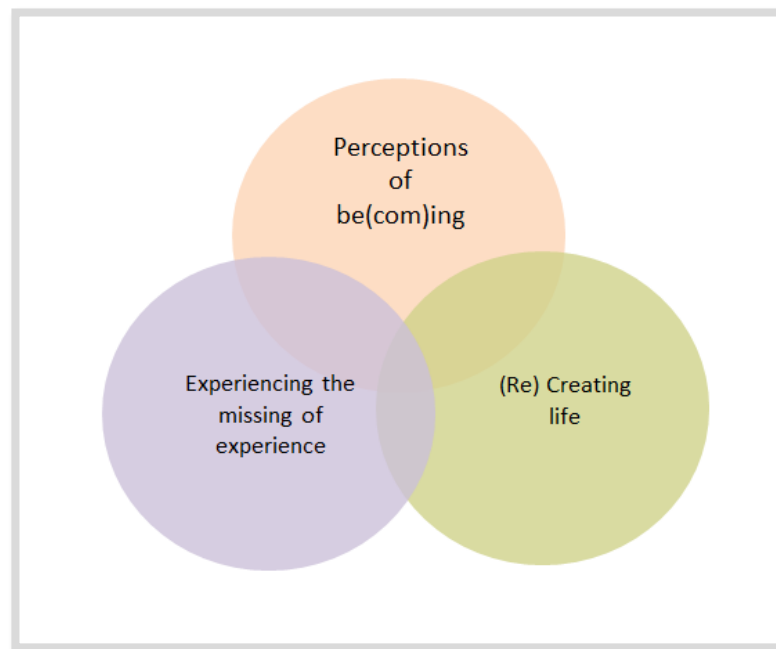 Perceptions
of
be(com)ing
Experiencing the
missing of
experience
(Re) Creating
life